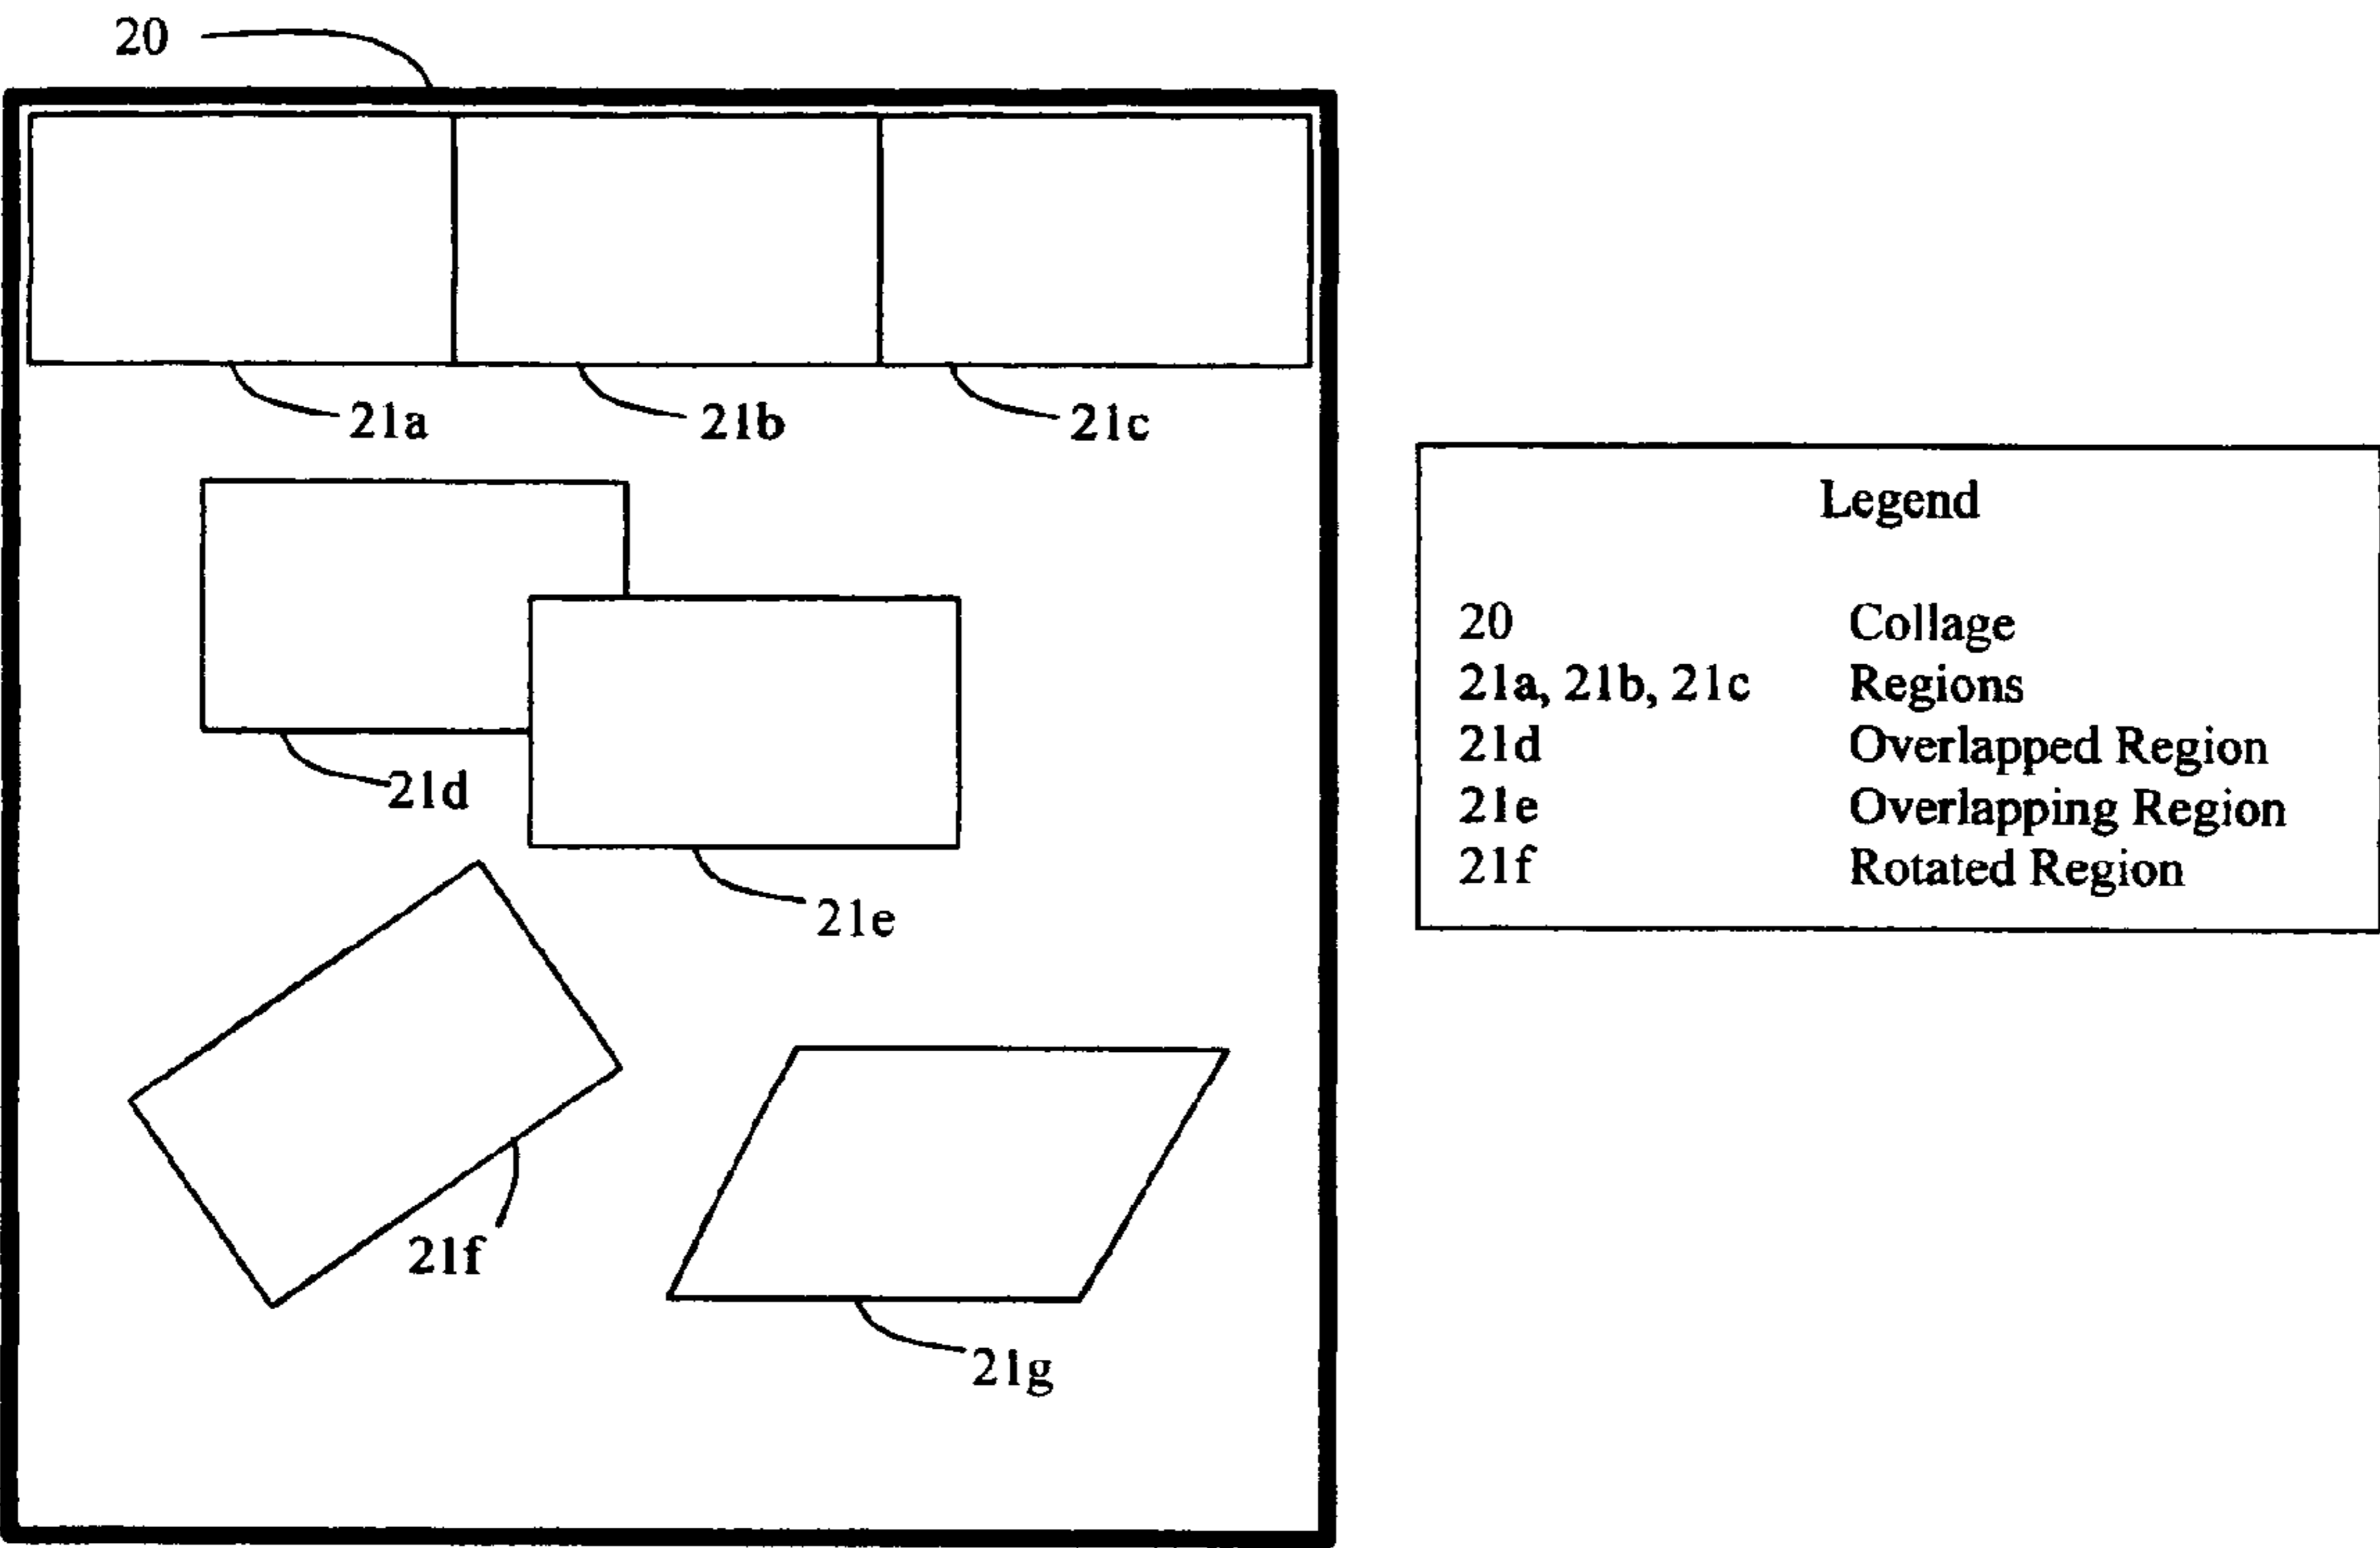 20
21a 21b 21c
21d
21e
21f
21g
Legend
20 Collage
21a, 21b, 21c Regions
21d Overlapped Region
21e Overlapping Region
21f Rotated Region